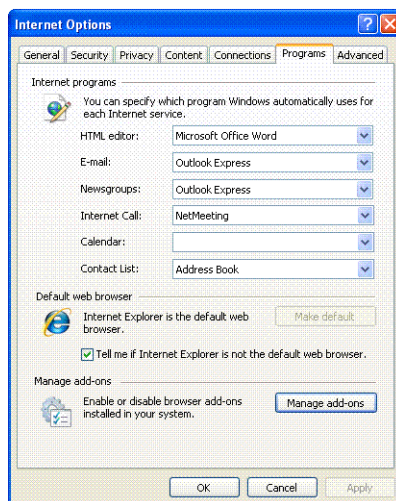 Internet Options
General Security Privacy Content Connections Programs Advanced
Internet programs
You can specify which program Windows automatically uses for
each Internet service.
HTML editor: Microsoft Office Word
E-mail: Outlook Express
Newsgroups: Outlook Express
Internet Call: NetMeeting
Calendar:
Contact List: Address Book
Default web browser
Internet Explorer is the default web
browser.
Make default
Tell me if Internet Explorer is not the default web browser.
Manage add-ons
Enable or disable browser add-ons
installed in your system.
Manage add-ons
OK Cancel Apply